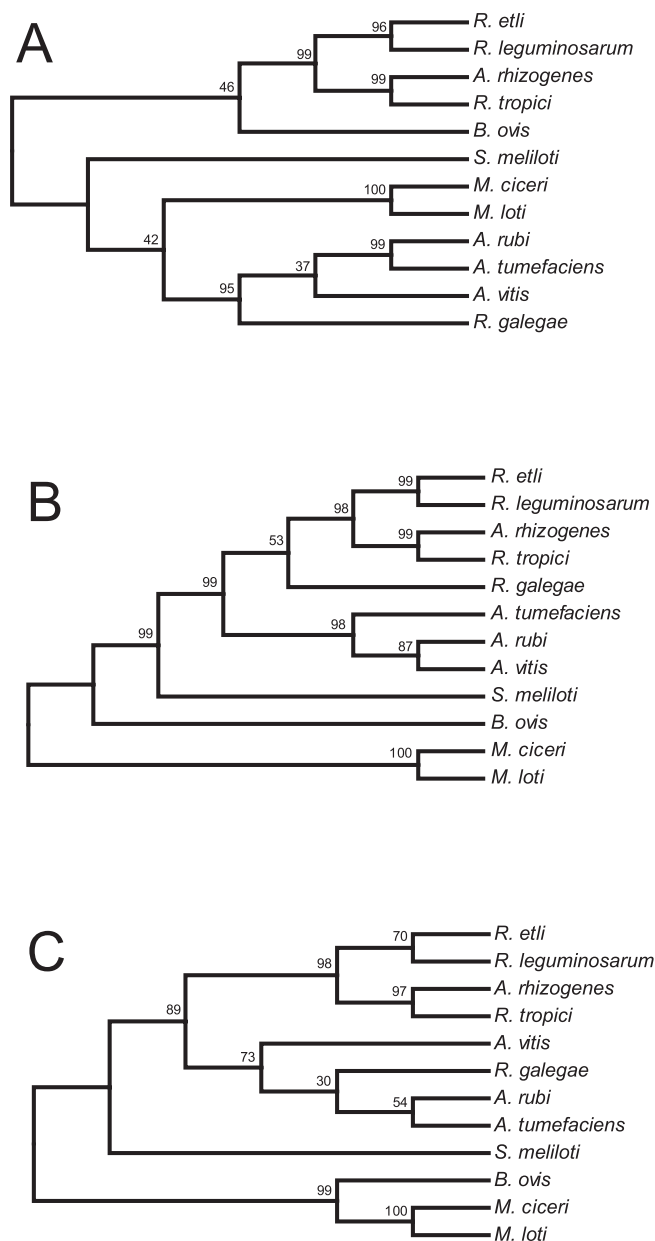 A
96
R. etli
R. leguminosarum
99
99
A. rhizogenes
R. tropici
46
B. ovis
S. meliloti
100
M. ciceri
M. loti
42
99
A. rubi
A. tumefaciens
37
A. vitis
95
R. galegae
B
99
R. etli
R. leguminosarum
98
99
A. rhizogenes
R. tropici
53
R. galegae
99
98
A. tumefaciens
87
A. rubi
A. vitis
99
S. meliloti
B. ovis
100
M. ciceri
M. loti
C
70
R. etli
R. leguminosarum
98
97
A. rhizogenes
R. tropici
89
A. vitis
73
R. galegae
30
54
A. rubi
A. tumefaciens
S. meliloti
99
B. ovis
100
M. ciceri
M. loti